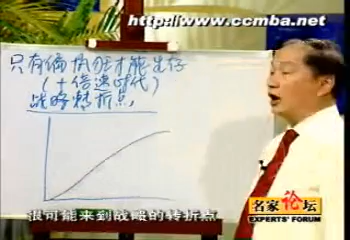 http://www.ccmba.net
只有偏执狂才能生存
(十倍速时代)
战略转折点
名家论坛
EXPERTS' FORUM
很可能来到战略的转折点